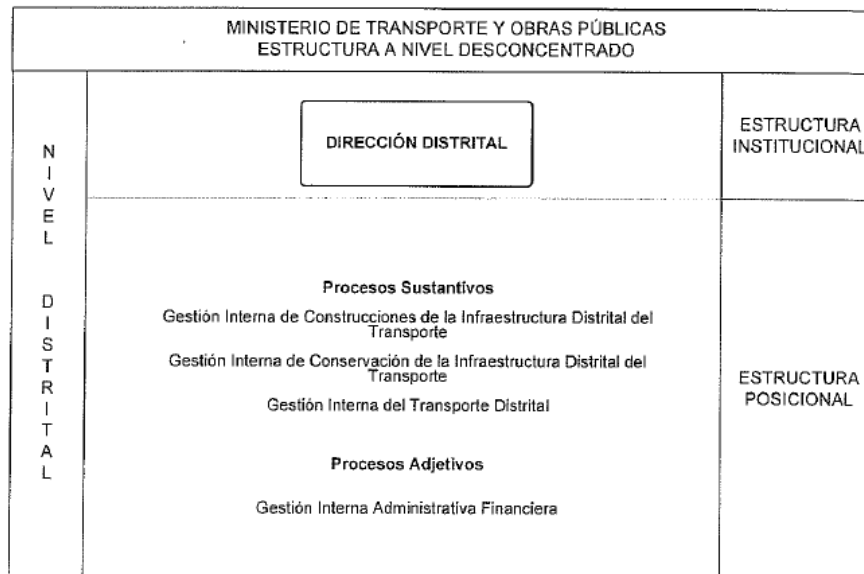 MINISTERIO DE TRANSPORTE Y OBRAS PÚBLICAS
ESTRUCTURA A NIVEL DESCONCENTRADO
NIVEL DISTRITAL
DIRECCIÓN DISTRITAL
ESTRUCTURA
INSTITUCIONAL
Procesos Sustantivos
Gestión Interna de Construcciones de la Infraestructura Distrital del
Transporte
Gestión Interna de Conservación de la Infraestructura Distrital del
Transporte
Gestión Interna del Transporte Distrital
Procesos Adjetivos
Gestión Interna Administrativa Financiera
ESTRUCTURA
POSICIONAL